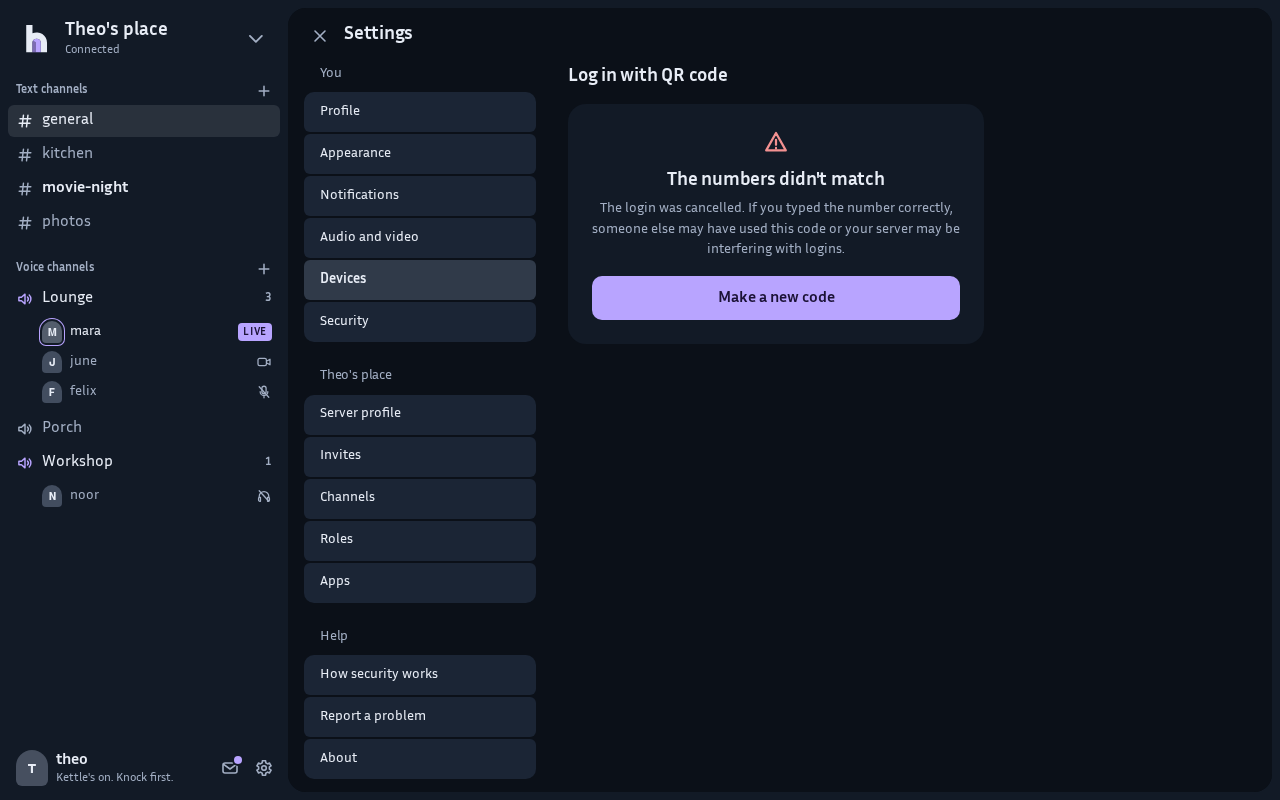 Theo's place
Connected
Text channels
general
kitchen
movie-night
photos
Voice channels
Lounge
3
M
mara
LIVE
J
june
F
felix
Porch
Workshop
1
N
noor
T
theo
Kettle's on. Knock first.
Settings
You
Profile
Appearance
Notifications
Audio and video
Devices
Security
Theo's place
Server profile
Invites
Channels
Roles
Apps
Help
How security works
Report a problem
About
Log in with QR code
The numbers didn't match
The login was cancelled. If you typed the number correctly,
someone else may have used this code or your server may be
interfering with logins.
Make a new code